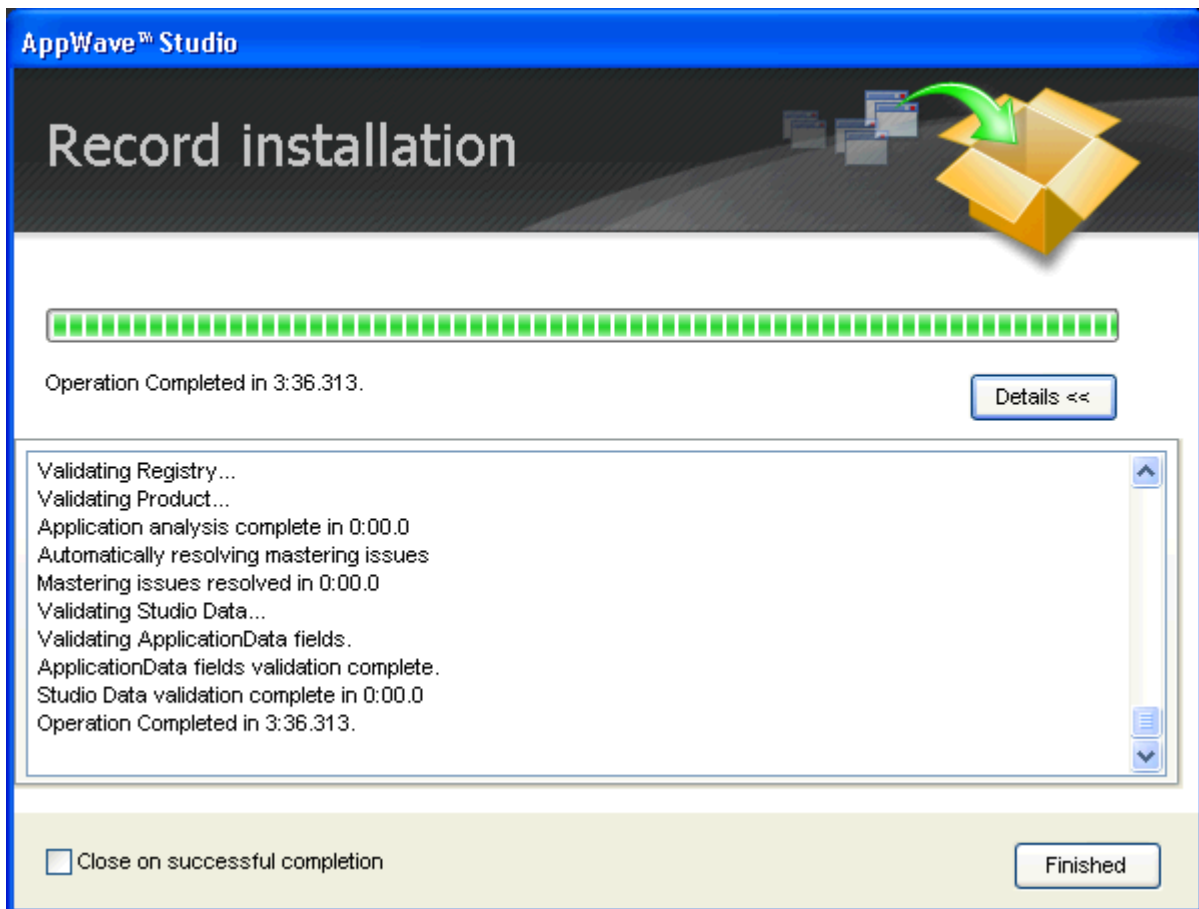 AppWave™ Studio
Record installation
Operation Completed in 3:36.313.
Details <<
Validating Registry...
Validating Product...
Application analysis complete in 0:00.0
Automatically resolving mastering issues
Mastering issues resolved in 0:00.0
Validating Studio Data...
Validating ApplicationData fields.
ApplicationData fields validation complete.
Studio Data validation complete in 0:00.0
Operation Completed in 3:36.313.
Close on successful completion
Finished